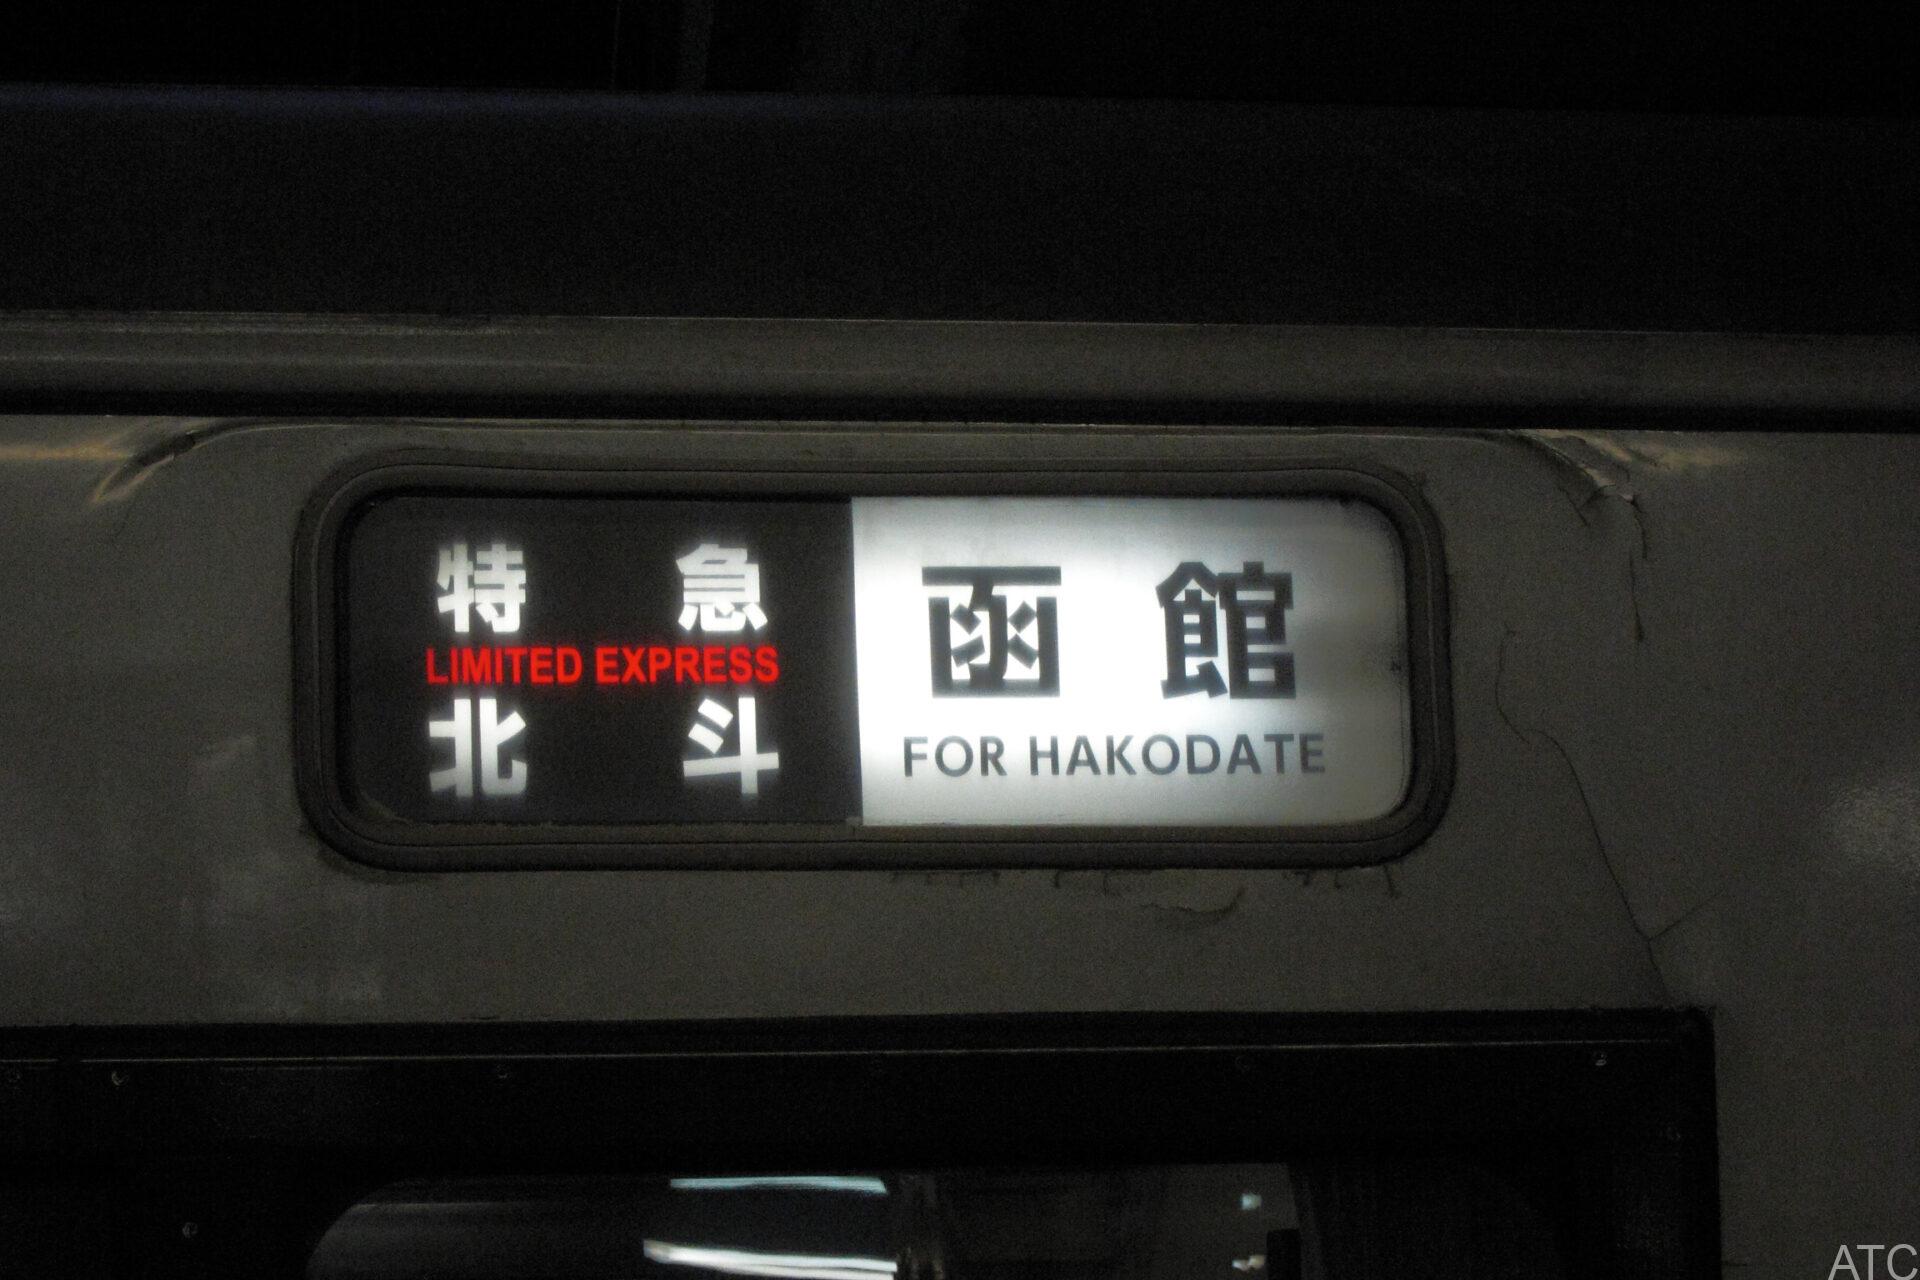 特急
LIMITED EXPRESS
北斗
函館
FOR HAKODATE
ATC